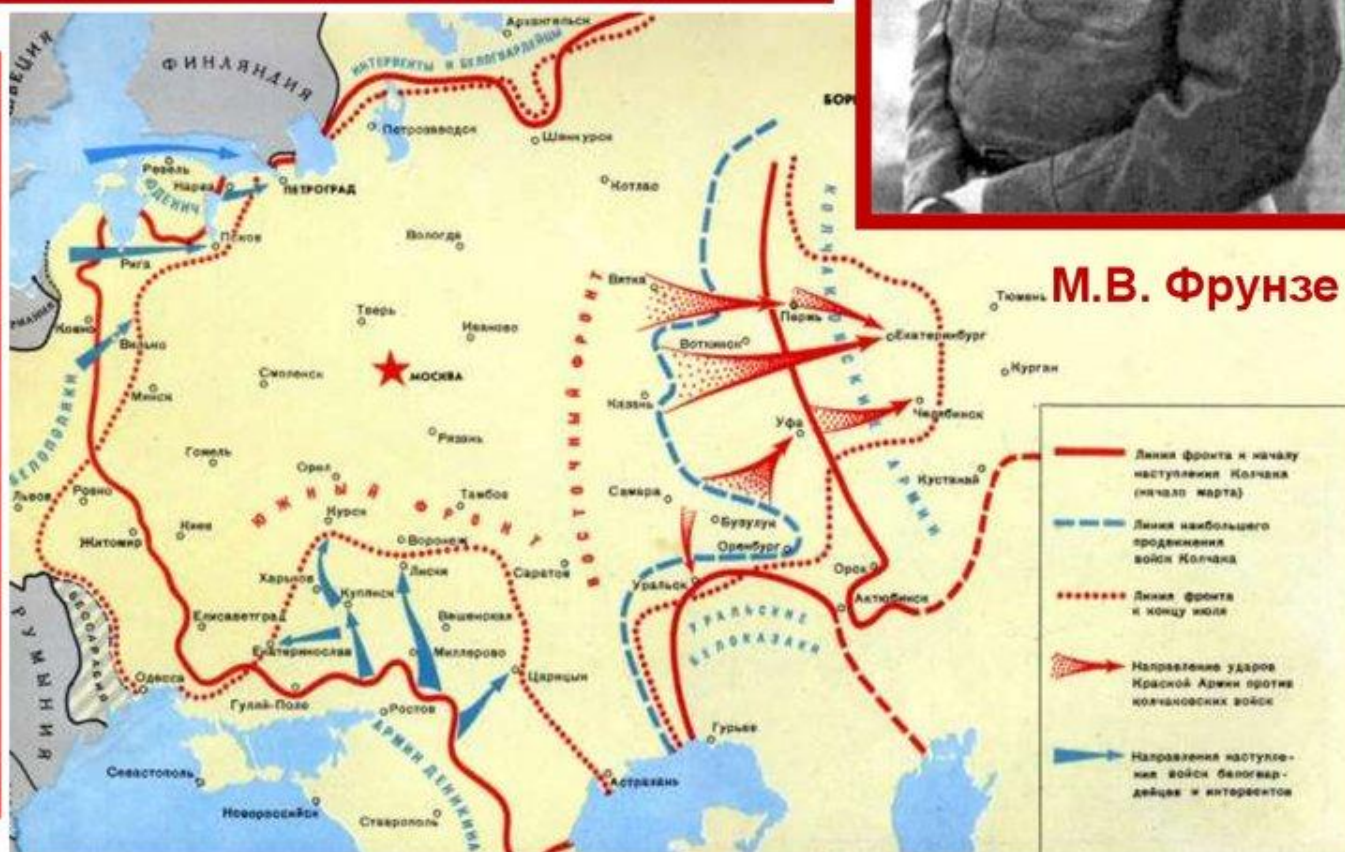 Архангельск
ФИНЛЯНДИЯ
ИНТЕРВЕНТЫ И БЕЛОГВАРДЕЙЦЫ
Петрозаводск
Шенкурск
Ревель
Нарва
ПЕТРОГРАД
ЮДЕНИЧ
Котлас
Псков
Вологда
Рига
Вятка
КОЛЧАКОВСКИЕ АРМИИ
М.В. Фрунзе
Тюмень
Пермь
Екатеринбург
Тверь
Иваново
Ковно
Вильно
Воткинск
Курган
Смоленск
МОСКВА
Минск
Казань
Челябинск
Уфа
БЕЛОПОЛЯКИ
Рязань
Гомель
ВОСТОЧНЫЙ ФРОНТ
Орел
Кустанай
Львов
Ровно
Тамбов
Самара
ЮЖНЫЙ ФРОНТ
Курск
Бузулук
Киев
Житомир
Воронеж
Оренбург
Харьков
Лиски
Саратов
Уральск
Орск
Купянск
Актюбинск
РУМЫНИЯ
БЕССАРАБИЯ
Елисаветград
Вешенская
УРАЛЬСКИЕ
БЕЛОКАЗАКИ
Екатеринослав
Миллерово
Царицын
Одесса
Гуляй-Поле
Ростов
Гурьев
АРМИИ ДЕНИКИНА
Севастополь
Астрахань
Новороссийск
Ставрополь
Линия фронта к началу
наступления Колчака
(начало марта)
Линия наибольшего
продвижения
войск Колчака
Линия фронта
к концу июля
Направление ударов
Красной Армии против
колчаковских войск
Направления наступле-
ния войск белогвар-
дейцев и интервентов